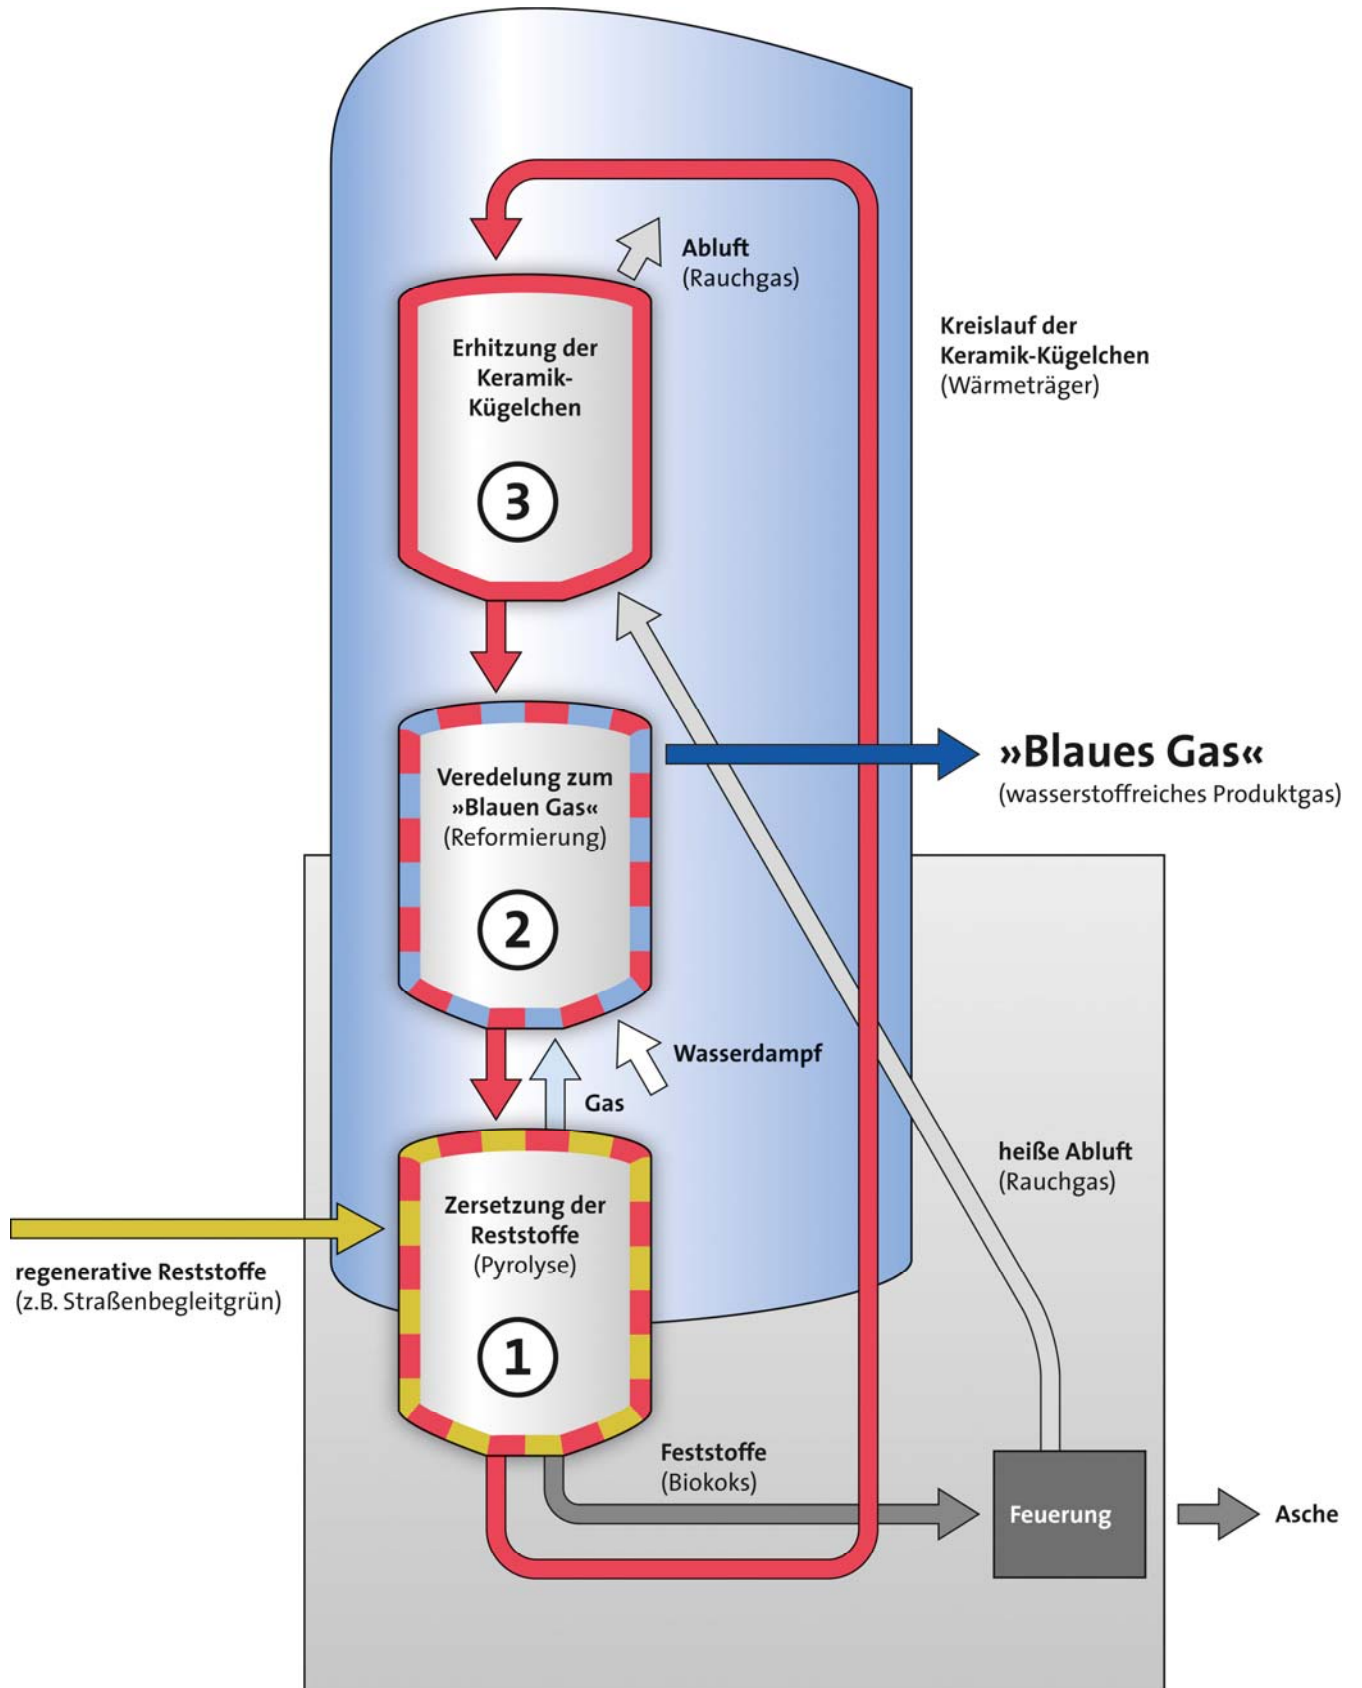 Abluft
(Rauchgas)
Kreislauf der
Keramik-Kügelchen
(Wärmeträger)
Erhitzung der
Keramik-
Kügelchen
3
»Blaues Gas«
(wasserstoffreiches Produktgas)
Veredelung zum
»Blauen Gas«
(Reformierung)
2
Wasserdampf
Gas
heiße Abluft
(Rauchgas)
Zersetzung der
Reststoffe
(Pyrolyse)
1
regenerative Reststoffe
(z.B. Straßenbegleitgrün)
Feststoffe
(Biokoks)
Feuerung
Asche